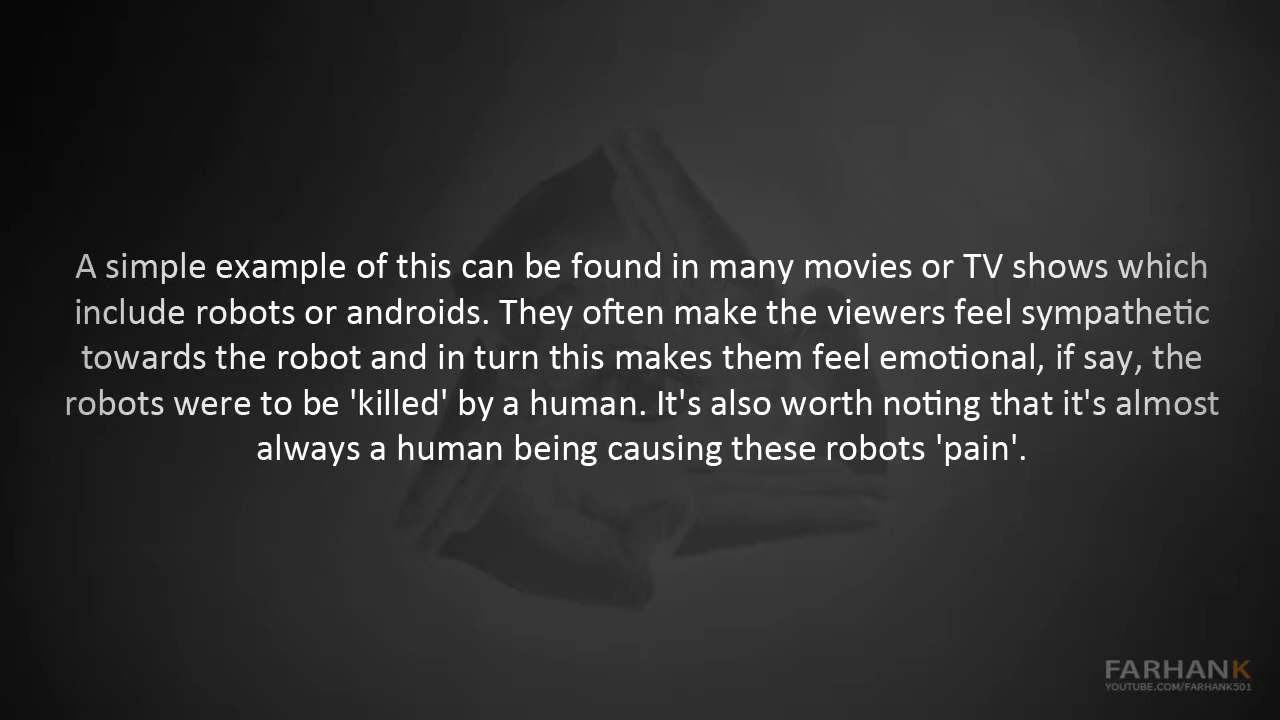 A simple example of this can be found in many movies or TV shows which
include robots or androids. They often make the viewers feel sympathetic
towards the robot and in turn this makes them feel emotional, if say, the
robots were to be 'killed' by a human. It's also worth noting that it's almost
always a human being causing these robots 'pain'.
FARHANK
YOUTUBE.COM/FARHANK501